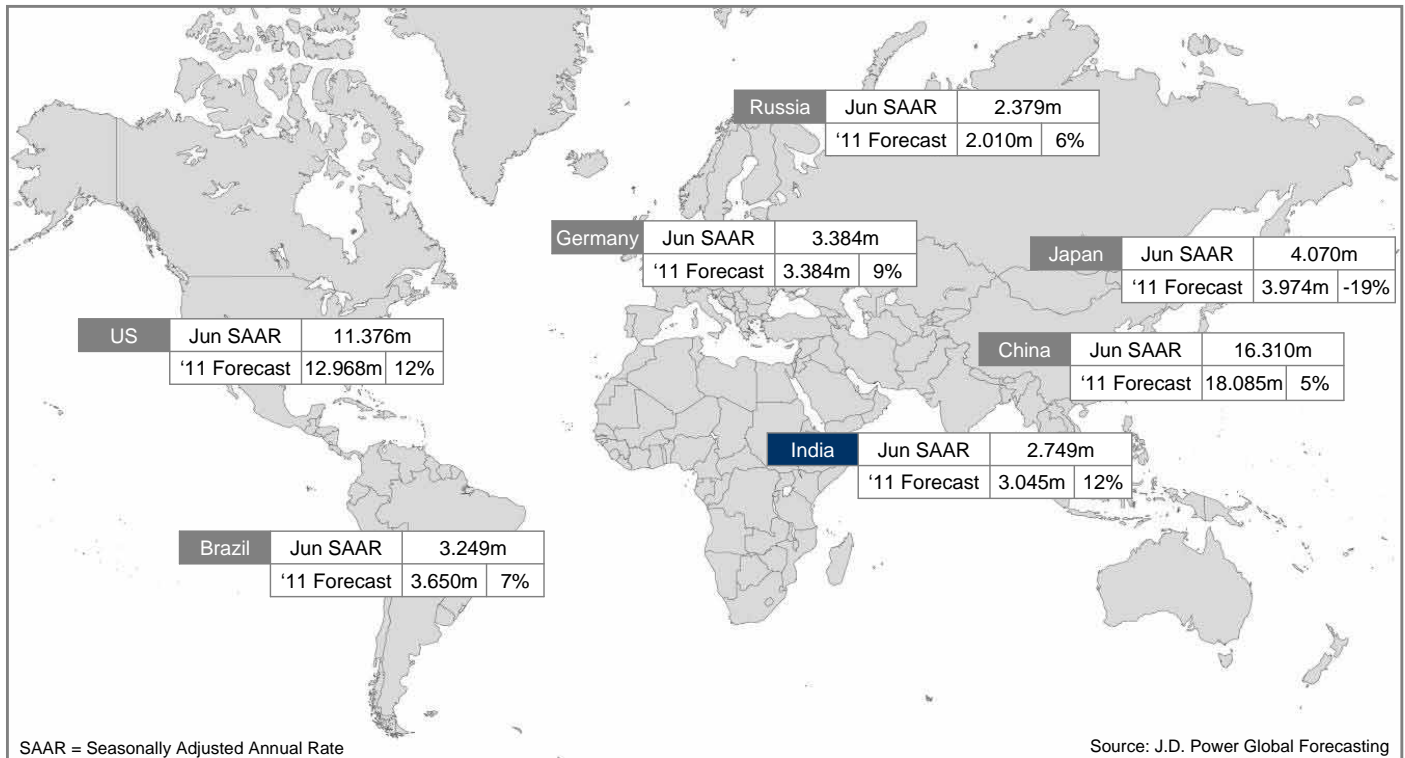 Russia Jun SAAR 2.379m
‘11 Forecast 2.010m 6%
Germany Jun SAAR 3.384m
‘11 Forecast 3.384m 9%
Japan Jun SAAR 4.070m
‘11 Forecast 3.974m -19%
US Jun SAAR 11.376m
‘11 Forecast 12.968m 12%
China Jun SAAR 16.310m
‘11 Forecast 18.085m 5%
India Jun SAAR 2.749m
‘11 Forecast 3.045m 12%
Brazil Jun SAAR 3.249m
‘11 Forecast 3.650m 7%
SAAR = Seasonally Adjusted Annual Rate
Source: J.D. Power Global Forecasting